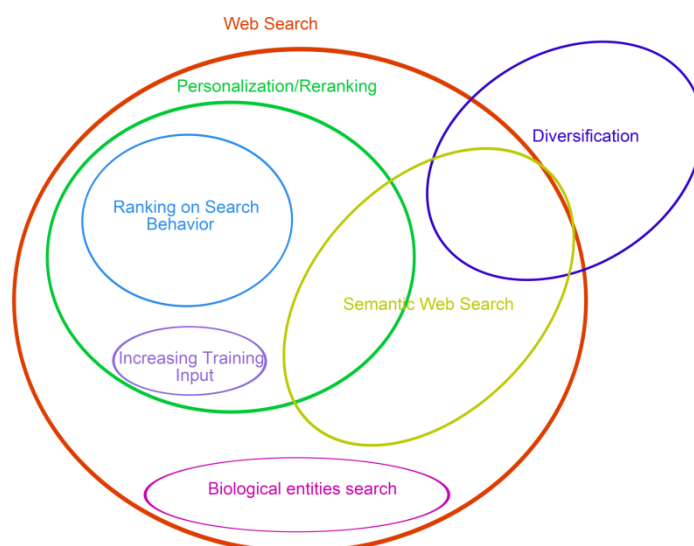 Web Search
Personalization/Reranking
Diversification
Ranking on Search
Behavior
Semantic Web Search
Increasing Training
Input
Biological entities search